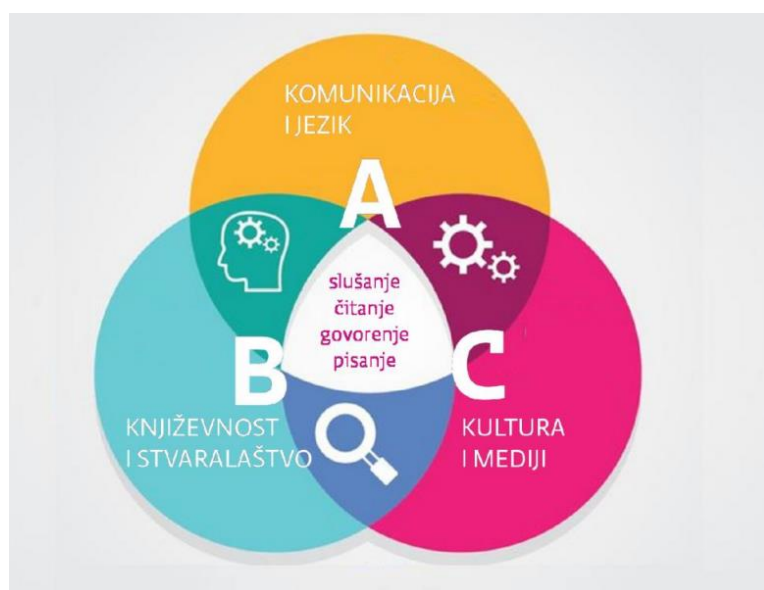 KOMUNIKACIJA
I JEZIK
A
slušanje
čitanje
govorenje
pisanje
B
C
KNJIŽEVNOST
I STVARALAŠTVO
KULTURA
I MEDIJI